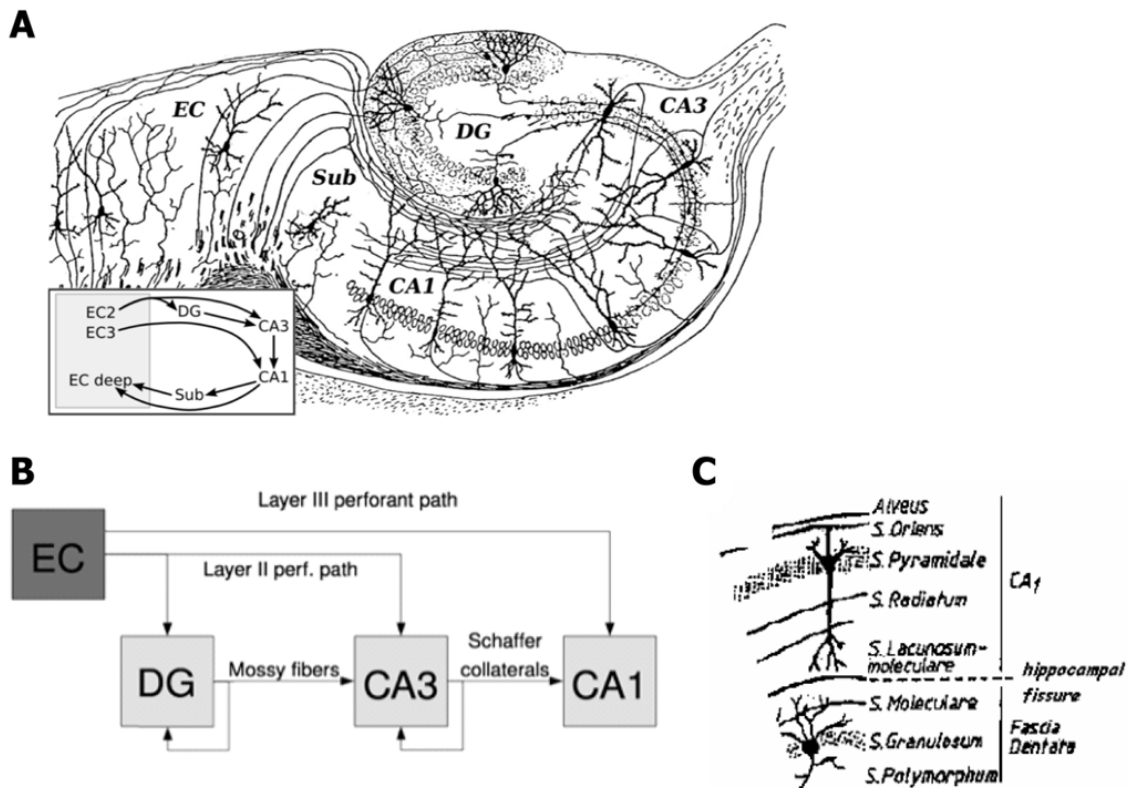 A
EC
Sub
DG
CA3
CA1
EC2
EC3
DG
CA3
CA1
EC deep
Sub
B
Layer III perforant path
EC
Layer II perf. path
DG
Mossy fibers
CA3
Schaffer
collaterals
CA1
C
Alveus
S. Oriens
S. Pyramidale
S. Radiatum
S. Lacunosum-
moleculare
S. Moleculare
S. Granulosum
S. Polymorphum
CA1
hippocampal
fissure
Fascia
Dentata